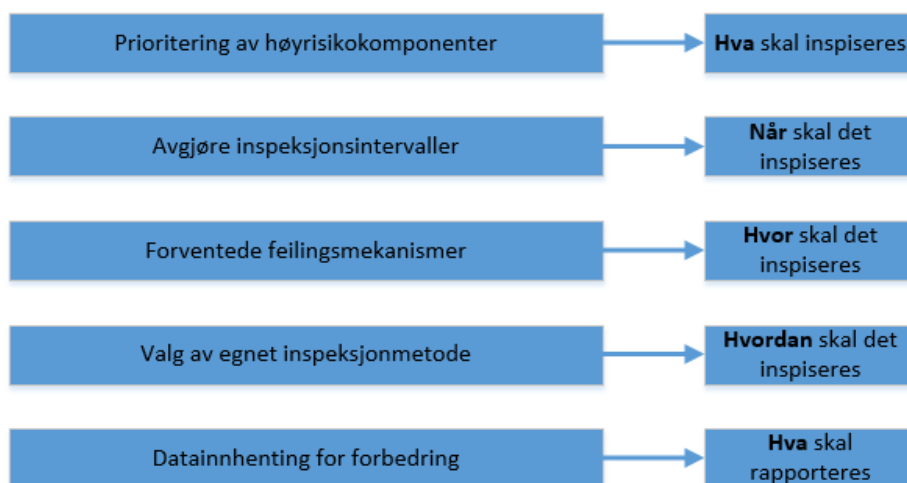 Prioritering av høyrisikokomponenter
Hva skal inspiseres
Avgjøre inspeksjonsintervaller
Når skal det
inspiseres
Forventede feilingsmekanismer
Hvor skal det
inspiseres
Valg av egnet inspeksjonmetode
Hvordan skal det
inspiseres
Datainnhenting for forbedring
Hva skal
rapporteres